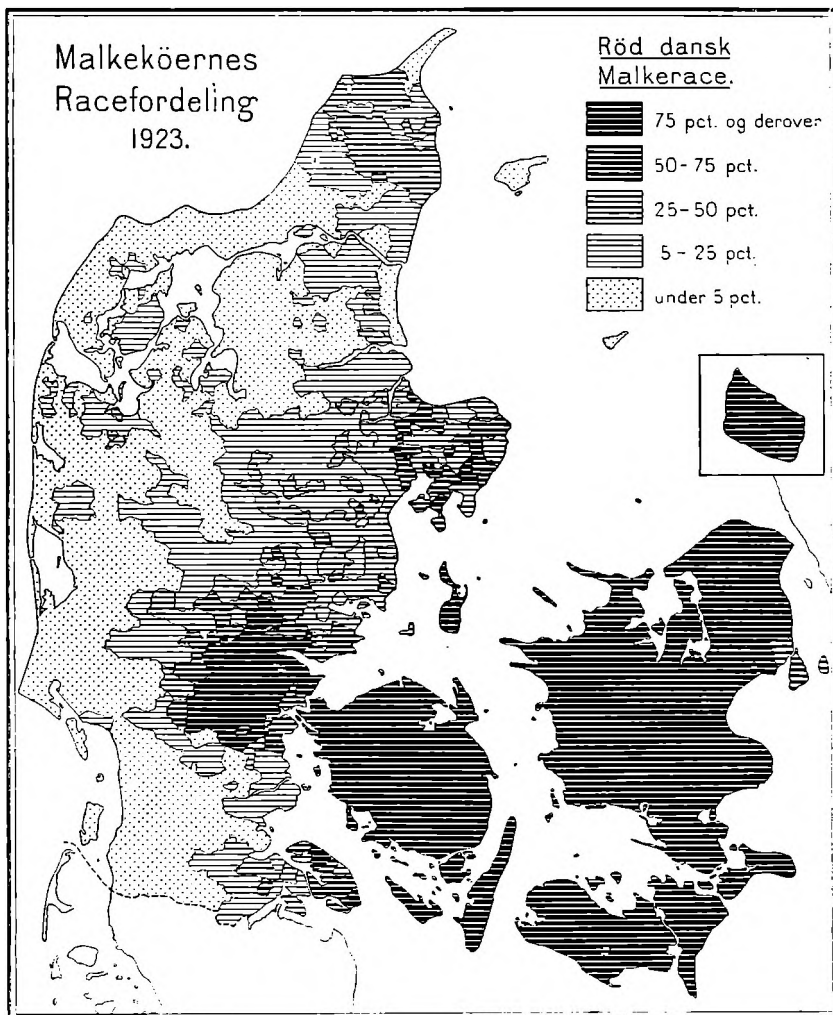 Malkeköernes
Racefordeling
1923.
Röd dansk
Malkerace.
75 pct. og derover
50-75 pct.
25-50 pct.
5-25 pct.
under 5 pct.